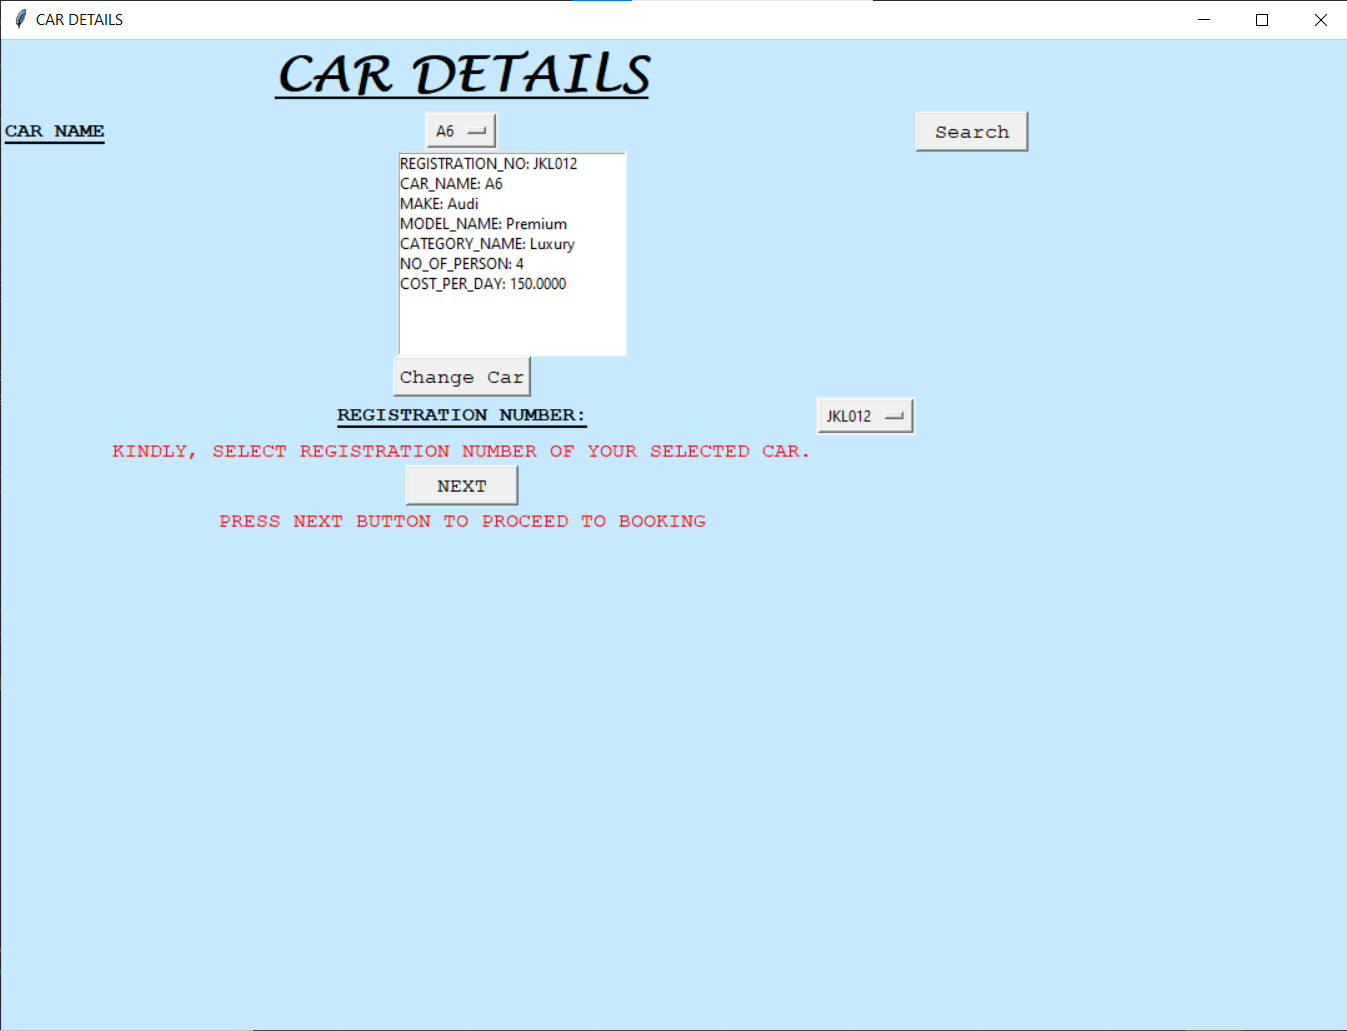 CAR DETAILS
CAR DETAILS
CAR NAME
A6
Search
REGISTRATION_NO: JKL012
CAR_NAME: A6
MAKE: Audi
MODEL_NAME: Premium
CATEGORY_NAME: Luxury
NO_OF_PERSON: 4
COST_PER_DAY: 150.0000
Change Car
REGISTRATION NUMBER:
JKL012
KINDLY, SELECT REGISTRATION NUMBER OF YOUR SELECTED CAR.
NEXT
PRESS NEXT BUTTON TO PROCEED TO BOOKING